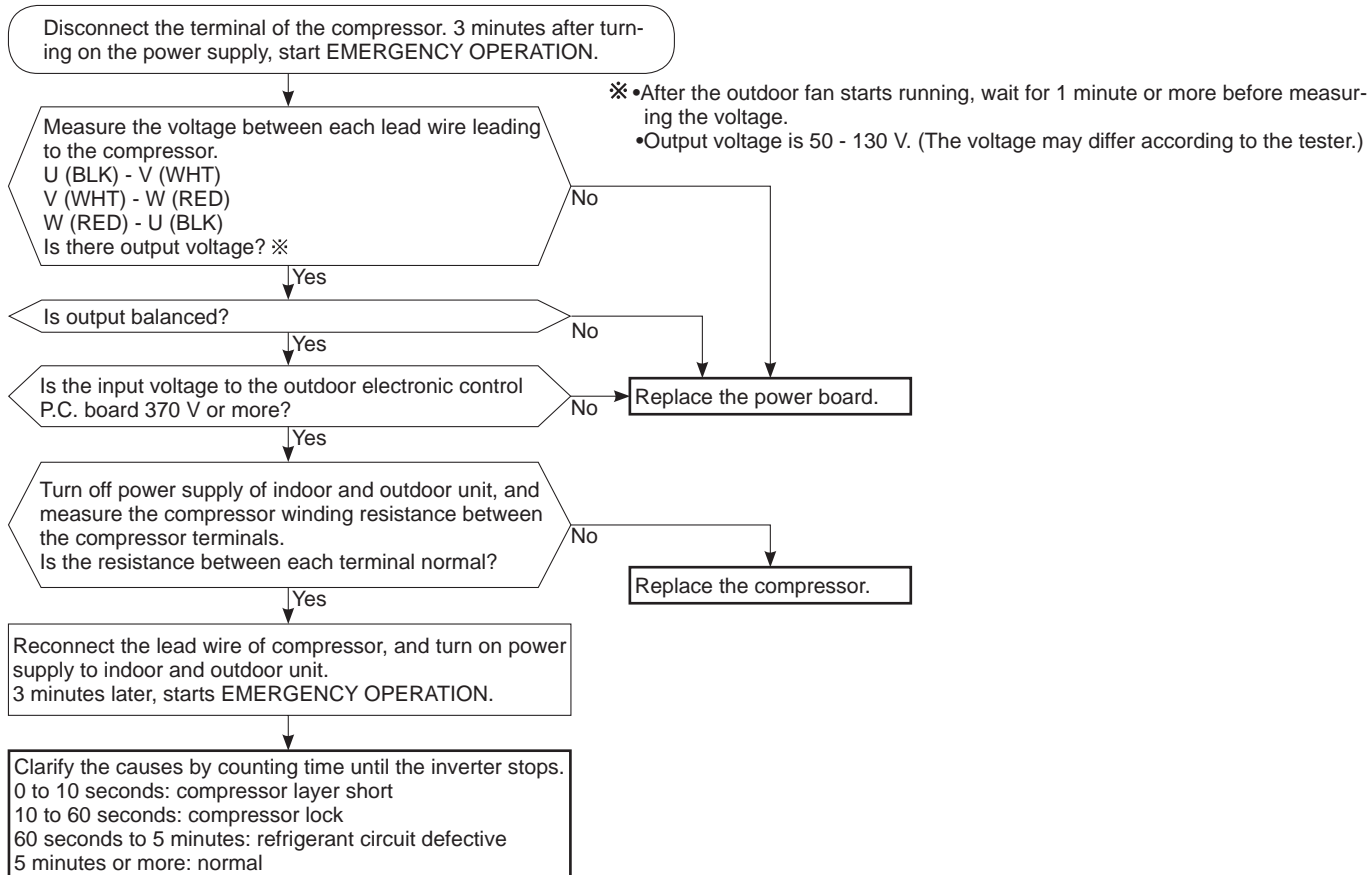 Disconnect the terminal of the compressor. 3 minutes after turn-
ing on the power supply, start EMERGENCY OPERATION.
※ •After the outdoor fan starts running, wait for 1 minute or more before measur-
ing the voltage.
•Output voltage is 50 - 130 V. (The voltage may differ according to the tester.)
Measure the voltage between each lead wire leading
to the compressor.
U (BLK) - V (WHT)
V (WHT) - W (RED)
W (RED) - U (BLK)
Is there output voltage? ※
No
Yes
Is output balanced?
No
Yes
Is the input voltage to the outdoor electronic control
P.C. board 370 V or more?
No
Replace the power board.
Yes
Turn off power supply of indoor and outdoor unit, and
measure the compressor winding resistance between
the compressor terminals.
Is the resistance between each terminal normal?
No
Replace the compressor.
Yes
Reconnect the lead wire of compressor, and turn on power
supply to indoor and outdoor unit.
3 minutes later, starts EMERGENCY OPERATION.
Clarify the causes by counting time until the inverter stops.
0 to 10 seconds: compressor layer short
10 to 60 seconds: compressor lock
60 seconds to 5 minutes: refrigerant circuit defective
5 minutes or more: normal